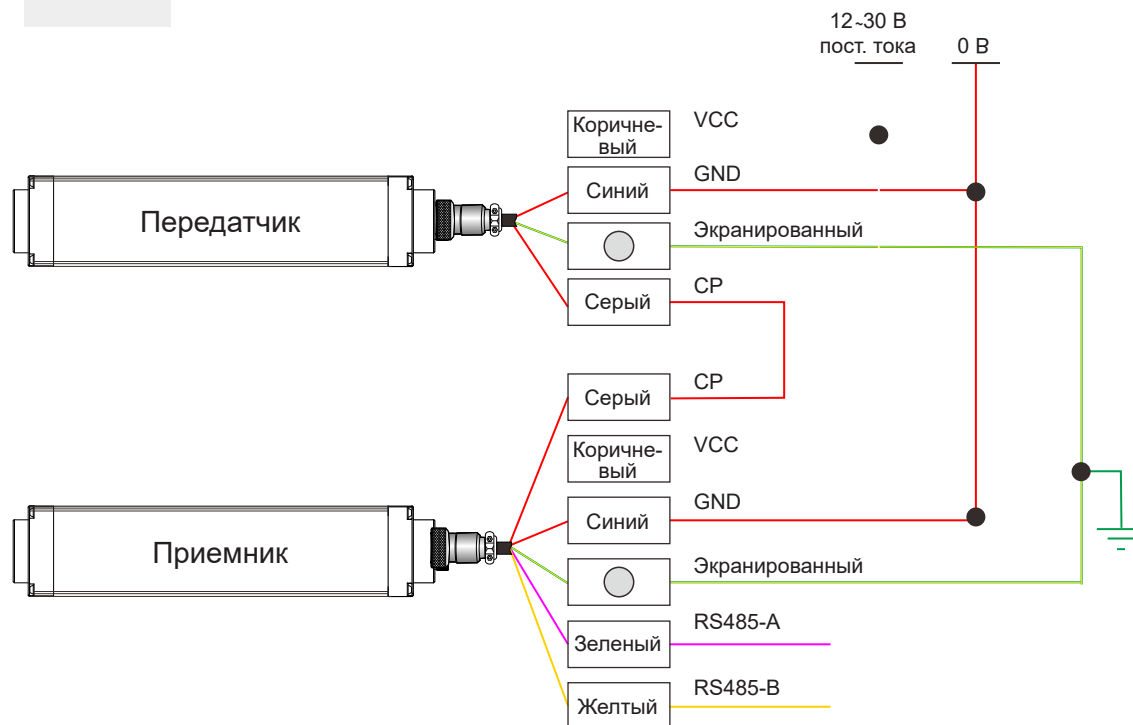 12~30 В
пост. тока
0 В
Коричне-
вый
VCC
Синий
GND
Передатчик
Экранированный
Серый
CP
Серый
CP
Коричне-
вый
VCC
Синий
GND
Приемник
Экранированный
Зеленый
RS485-A
Желтый
RS485-B